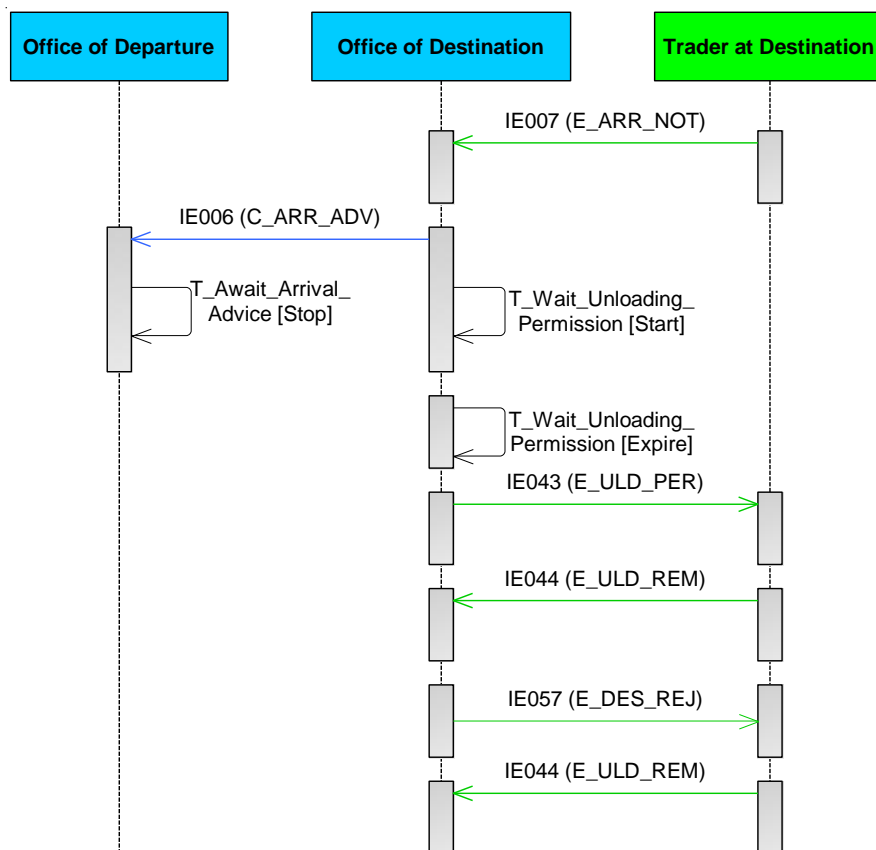 Office of Departure
Office of Destination
Trader at Destination
IE007 (E_ARR_NOT)
IE006 (C_ARR_ADV)
T_Await_Arrival_
Advice [Stop]
T_Wait_Unloading_
Permission [Start]
T_Wait_Unloading_
Permission [Expire]
IE043 (E_ULD_PER)
IE044 (E_ULD_REM)
IE057 (E_DES_REJ)
IE044 (E_ULD_REM)